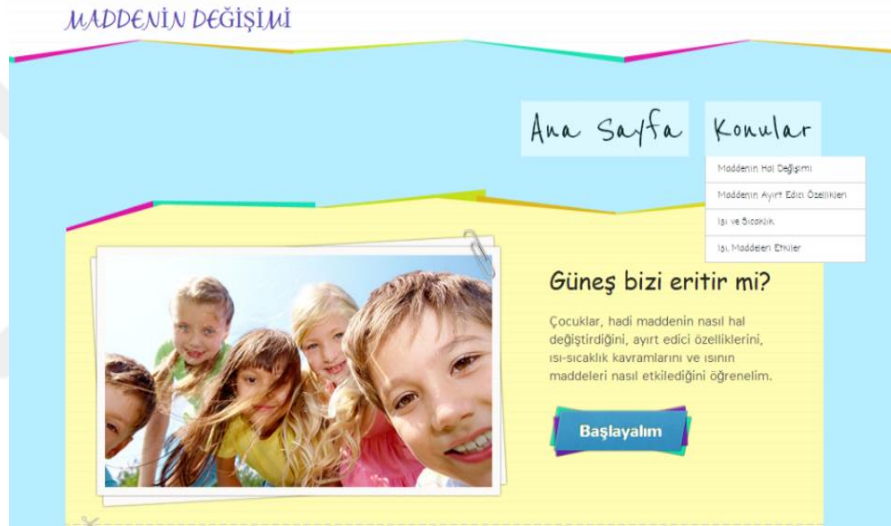 MADDENİN DEĞİŞİMİ
Ana Sayfa
Konular
Maddenin Hal Değişimi
Maddenin Ayırt Edici Özellikleri
Isı ve Sıcaklık
Isı, Maddeleri Etkiler
Güneş bizi eritir mi?
Çocuklar, hadi maddenin nasıl hal
değiştirdiğini, ayırt edici özelliklerini,
ısı-sıcaklık kavramlarını ve ısının
maddeleri nasıl etkilediğini öğrenelim.
Başlayalım